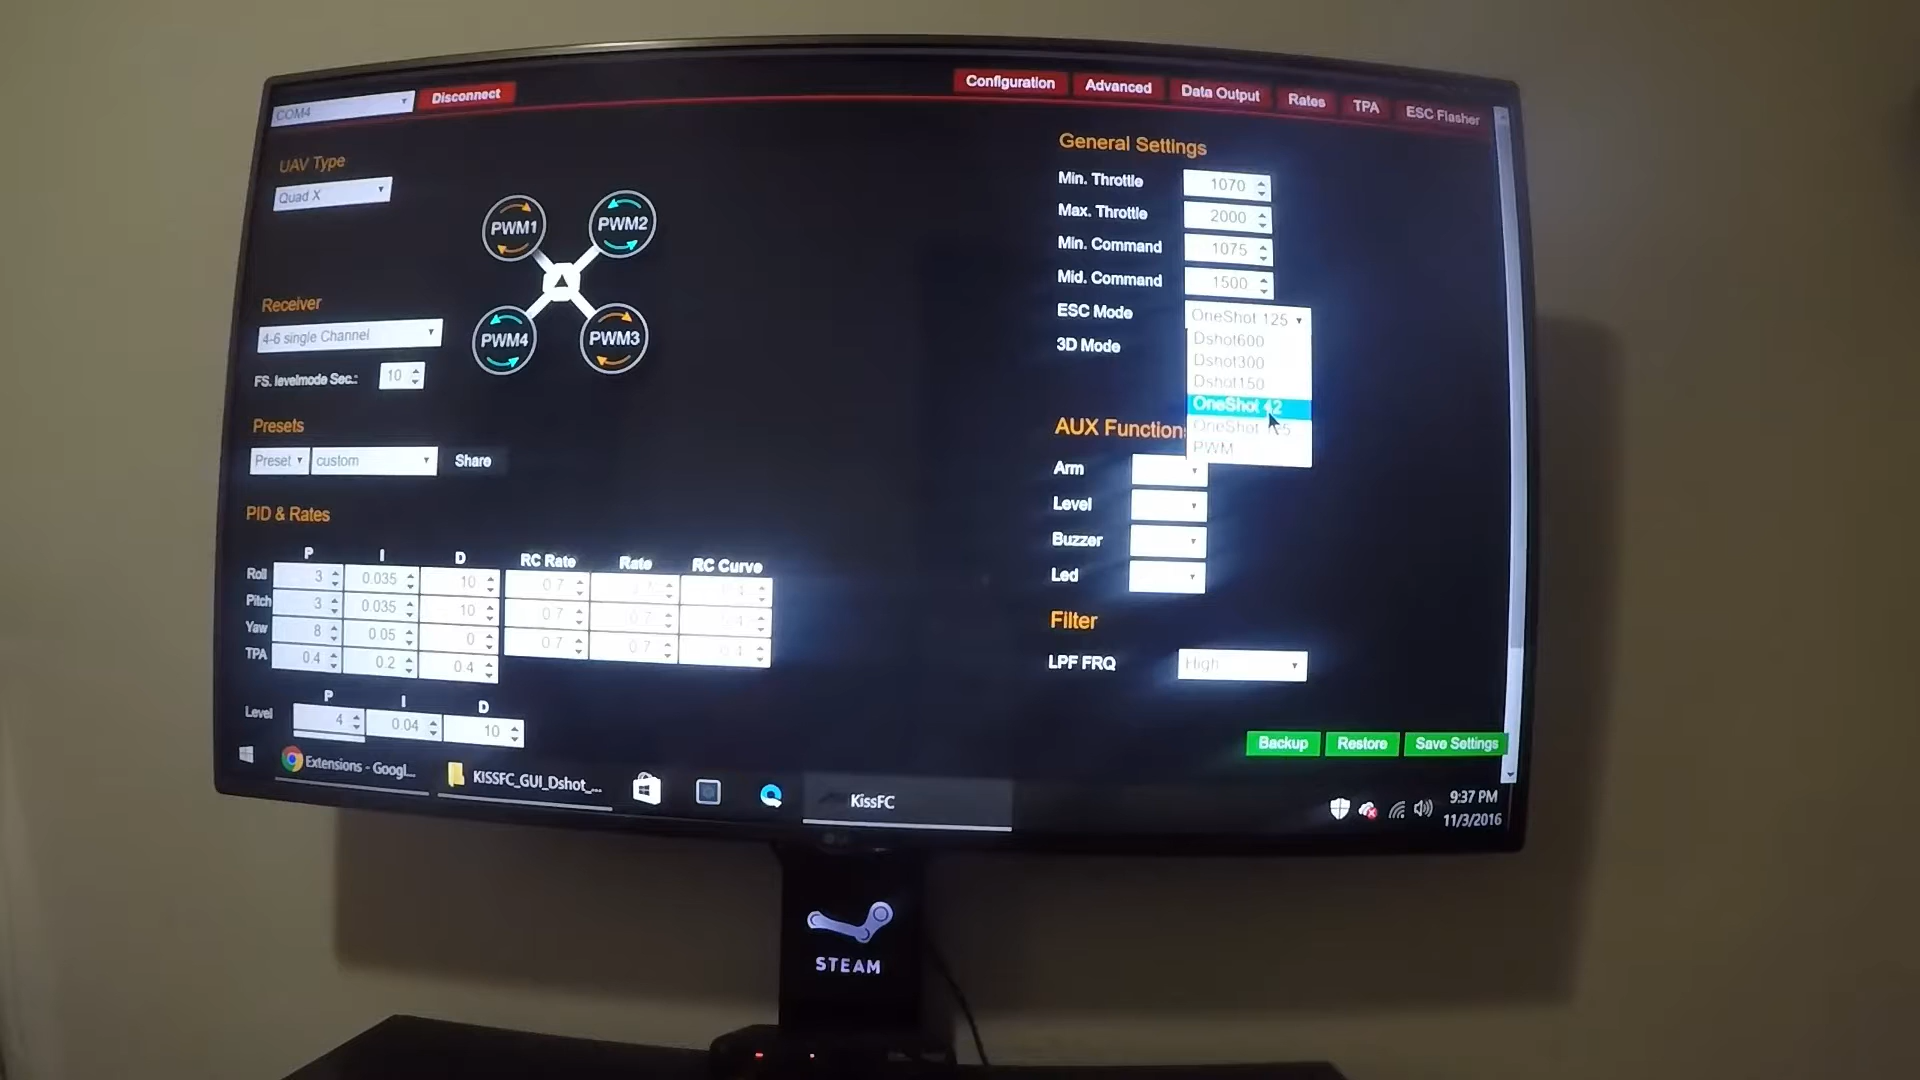 COM4 Disconnect
Configuration Advanced Data Output Rates TPA ESC Flasher
UAV Type
Quad X
PWM1 PWM2
PWM4 PWM3
Receiver
4-6 single Channel
FS. levelmode Sec.: 10
Presets
Preset custom Share
PID & Rates
P I D RC Rate Rate RC Curve
Roll 3 0.035 10 0.7
Pitch 3 0.035 10 0.7
Yaw 8 0.05 0 0.7 0.7
TPA 0.4 0.2 0.4
P I D
Level 4 0.04 10
General Settings
Min. Throttle 1070
Max. Throttle 2000
Min. Command 1075
Mid. Command 1500
ESC Mode OneShot 125
Dshot600
3D Mode
Dshot300
Dshot150
OneShot 42
OneShot
PWM
AUX Function
Arm
Level
Buzzer
Led
Filter
LPF FRQ High
Backup Restore Save Settings
Extensions - Googl...
KISSFC_GUI_Dshot_...
KissFC
9:37 PM
11/3/2016
LG
STEAM